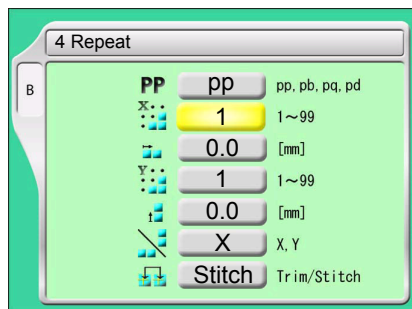 4 Repeat
B
PP pp pp, pb, pq, pd
X 1 1～99
0.0 [mm]
Y 1 1～99
0.0 [mm]
X X, Y
Stitch Trim/Stitch